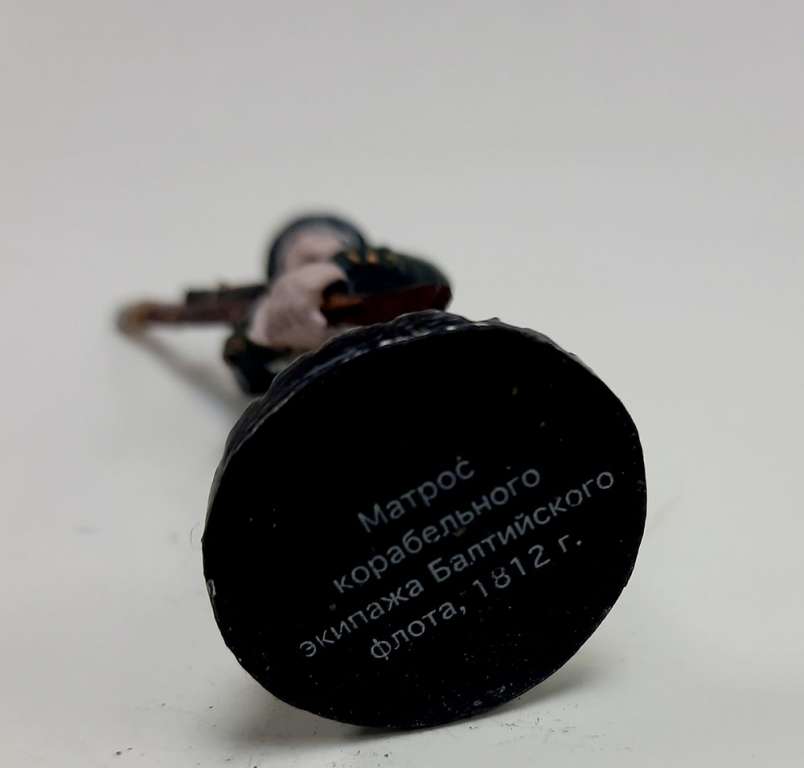 Матрос
корабельного
экипажа Балтийского
флота, 1812 г.